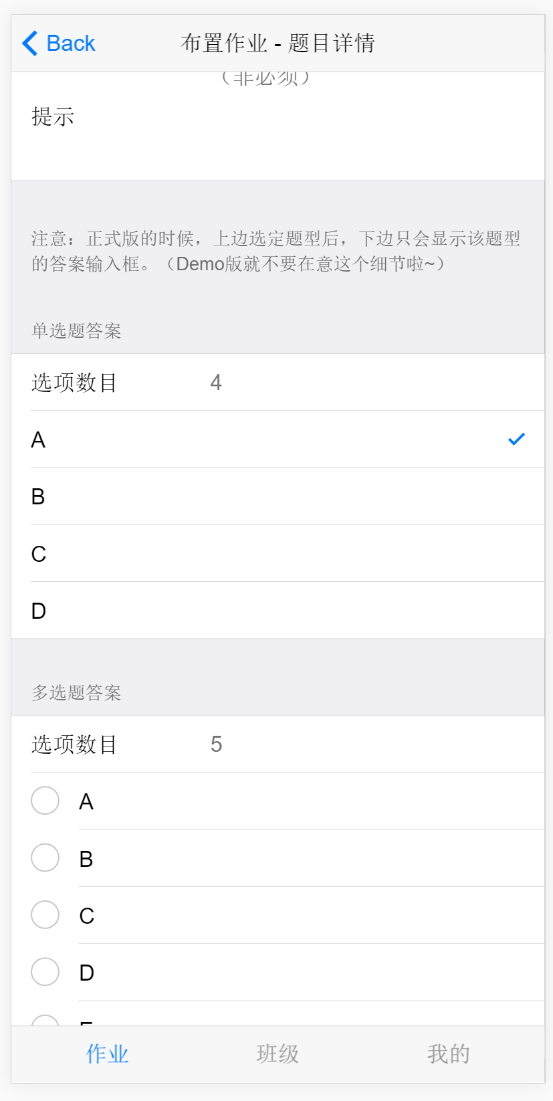 Back
布置作业 - 题目详情
（非必须）
提示
注意：正式版的时候，上边选定题型后，下边只会显示该题型
的答案输入框。（Demo版就不要在意这个细节啦~）
单选题答案
选项数目 4
A
B
C
D
多选题答案
选项数目 5
A
B
C
D
作业 班级 我的